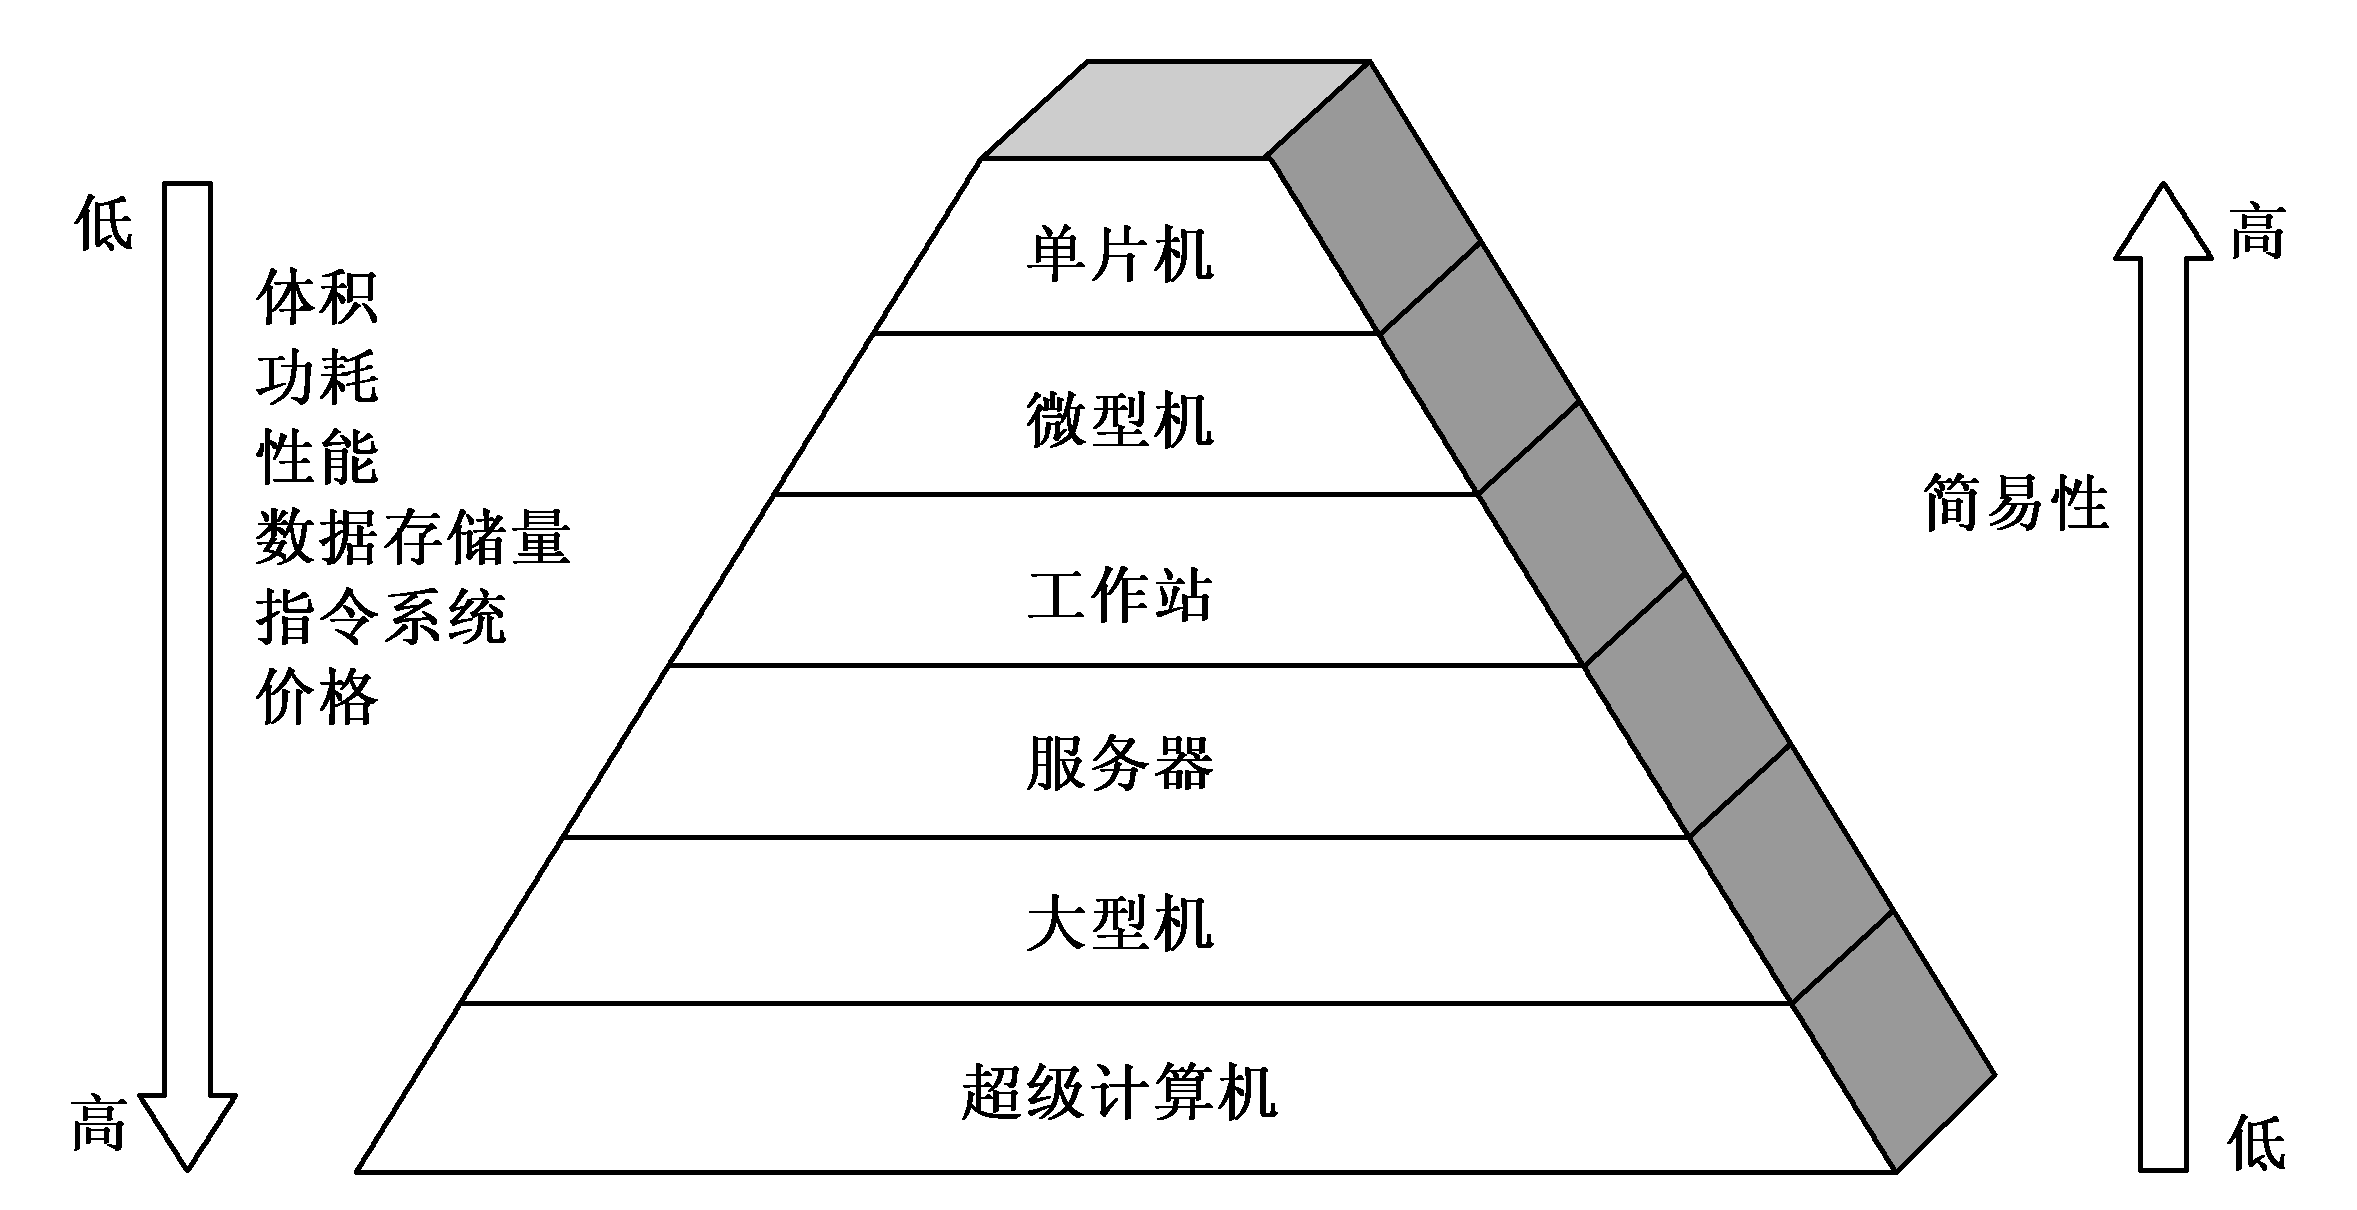 低
体积
功耗
性能
数据存储量
指令系统
价格
高
单片机
微型机
工作站
服务器
大型机
超级计算机
高
简易性
低